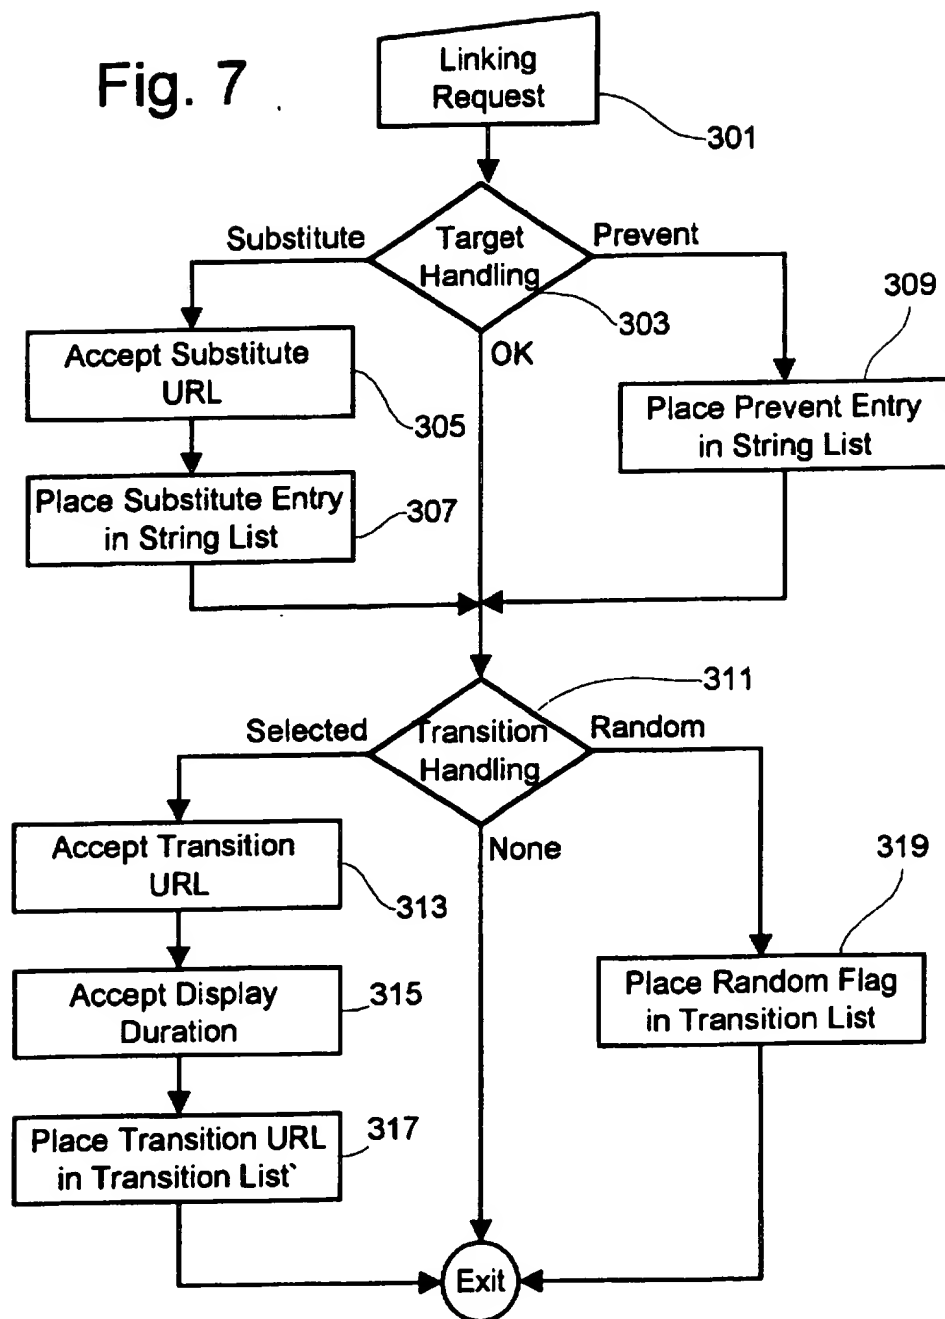 Fig. 7
Linking
Request
301
Substitute
Target
Handling
Prevent
303
OK
309
Accept Substitute
URL
305
Place Prevent Entry
in String List
Place Substitute Entry
in String List
307
311
Selected
Transition
Handling
Random
None
Accept Transition
URL
313
319
Accept Display
Duration
315
Place Random Flag
in Transition List
Place Transition URL
in Transition List`
317
Exit